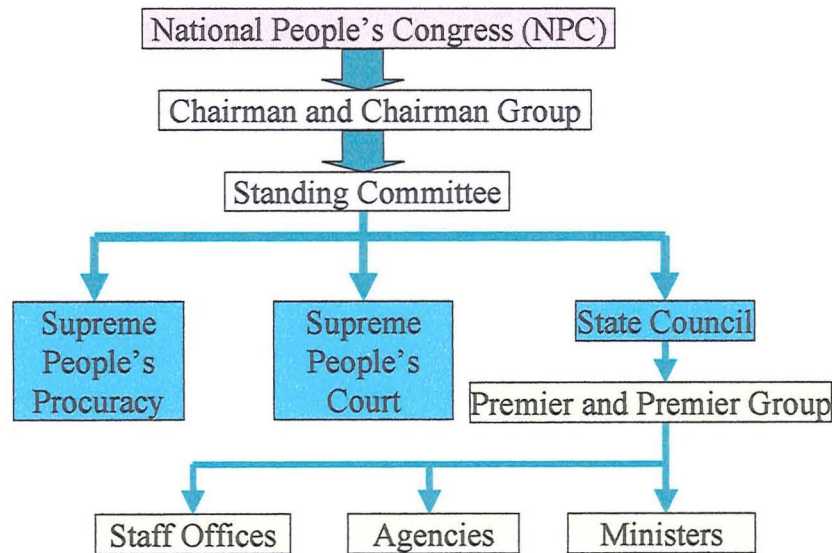 National People’s Congress (NPC)
Chairman and Chairman Group
Standing Committee
Supreme
People’s
Procuracy
Supreme
People’s
Court
State Council
Premier and Premier Group
Staff Offices
Agencies
Ministers